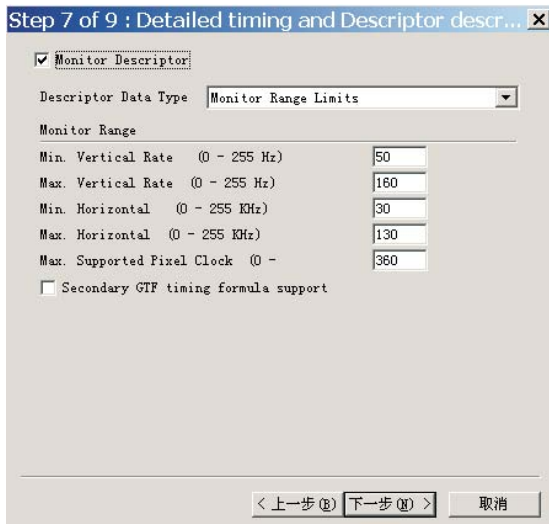 Step 7 of 9 : Detailed timing and Descriptor descr...
Monitor Descriptor
Descriptor Data Type Monitor Range Limits
Monitor Range
Min. Vertical Rate (0 - 255 Hz) 50
Max. Vertical Rate (0 - 255 Hz) 160
Min. Horizontal (0 - 255 KHz) 30
Max. Horizontal (0 - 255 KHz) 130
Max. Supported Pixel Clock (0 - 360
Secondary GTF timing formula support
< 上一步(B) 下一步(N) > 取消